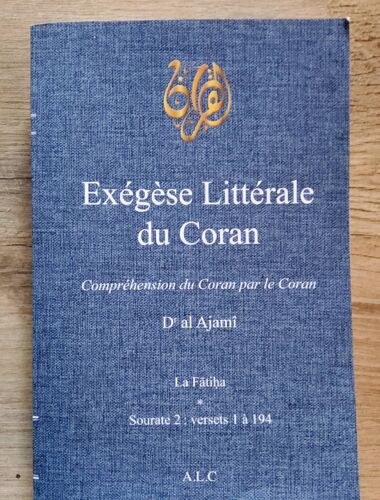 القرآن
Exégèse Littérale
du Coran
Compréhension du Coran par le Coran
Dʳ al Ajamî
La Fâtiḥa
*
Sourate 2 : versets 1 à 194
A.L.C